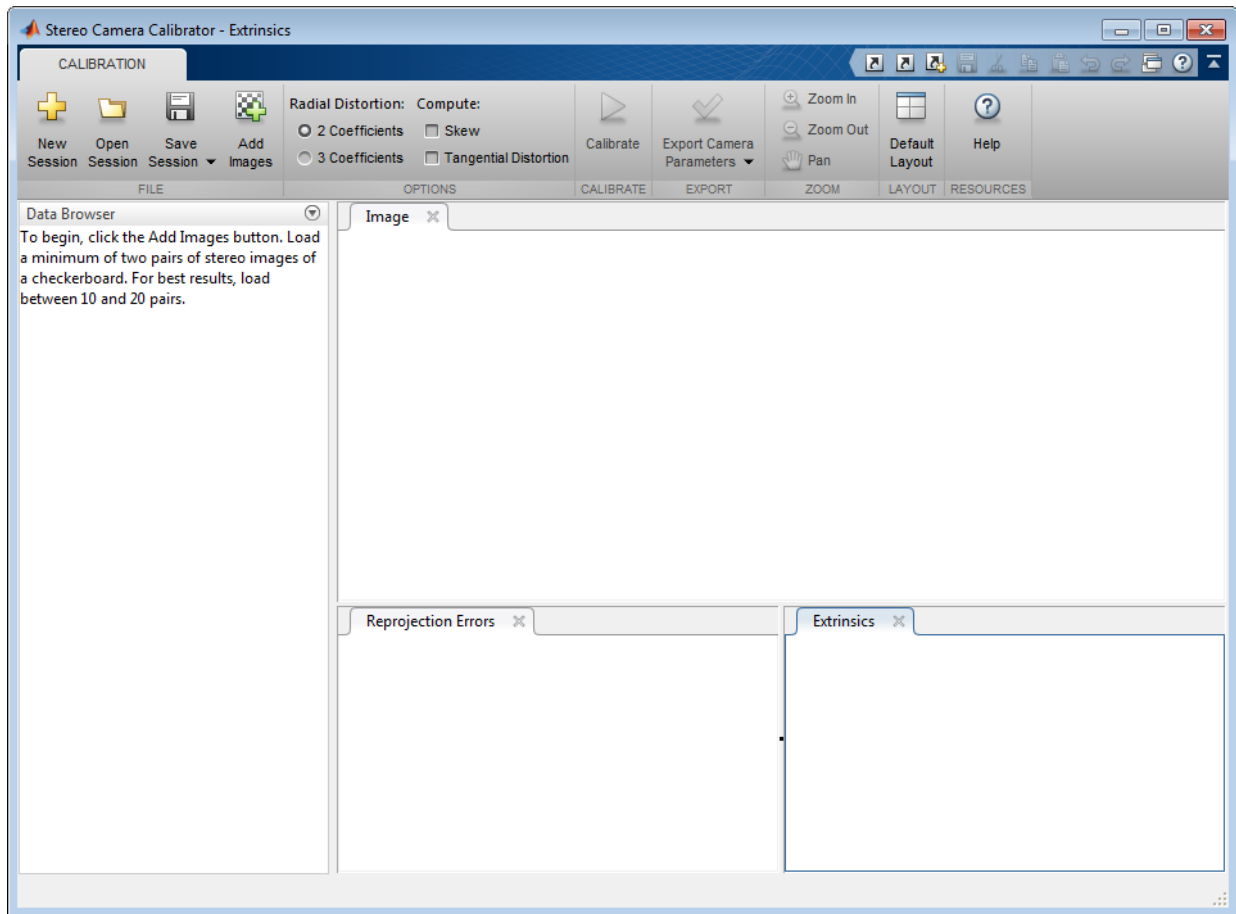 Stereo Camera Calibrator - Extrinsics
CALIBRATION
New
Session
Open
Session
Save
Session
Add
Images
Radial Distortion:
2 Coefficients
3 Coefficients
Compute:
Skew
Tangential Distortion
Calibrate
Export Camera
Parameters
Zoom In
Zoom Out
Pan
Default
Layout
Help
FILE
OPTIONS
CALIBRATE
EXPORT
ZOOM
LAYOUT
RESOURCES
Data Browser
To begin, click the Add Images button. Load
a minimum of two pairs of stereo images of
a checkerboard. For best results, load
between 10 and 20 pairs.
Image
Reprojection Errors
Extrinsics